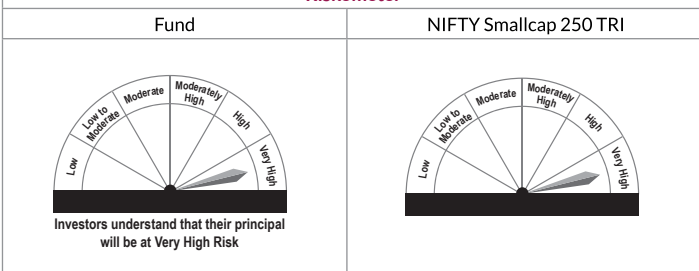 Fund
NIFTY Smallcap 250 TRI
Low
Low to
Moderate
Moderate
Moderately
High
High
Very High
Low
Low to
Moderate
Moderate
Moderately
High
High
Very High
Investors understand that their principal
will be at Very High Risk